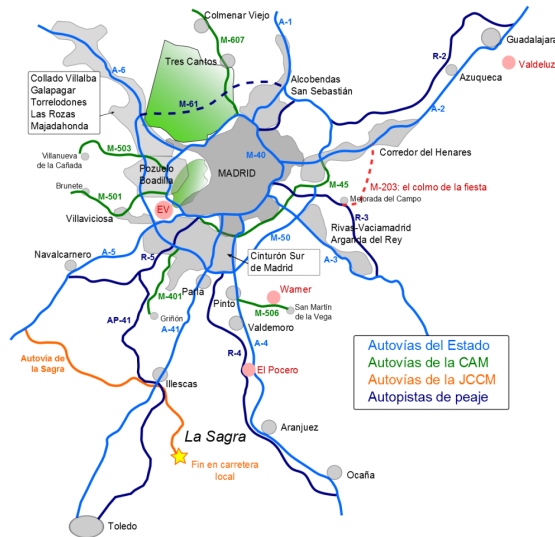 Colmenar Viejo
A-1
M-607
Guadalajara
A-6
Tres Cantos
R-2
Valdeluz
Alcobendas
San Sebastián
Azuqueca
Collado Villalba
Galapagar
Torrelodones
Las Rozas
Majadahonda
M-61
A-2
M-503
M-40
Corredor del Henares
Villanueva
de la Cañada
Pozuelo
Boadilla
MADRID
M-45
M-203: el colmo de la fiesta
Brunete
M-501
Mejorada del Campo
EV
R-3
Villaviciosa
Rivas-Vaciamadrid
Arganda del Rey
M-50
A-5
R-5
Cinturón Sur
de Madrid
A-3
Navalcarnero
M-401
Parla
Pinto
Warner
M-506
San Martín
de la Vega
AP-41
Griñón
A-41
Valdemoro
R-4
A-4
Autovías del Estado
Autovías de la CAM
Autovías de la JCCM
Autopistas de peaje
Autovia de
la Sagra
Illescas
El Pocero
La Sagra
Aranjuez
Fin en carretera
local
Ocaña
Toledo